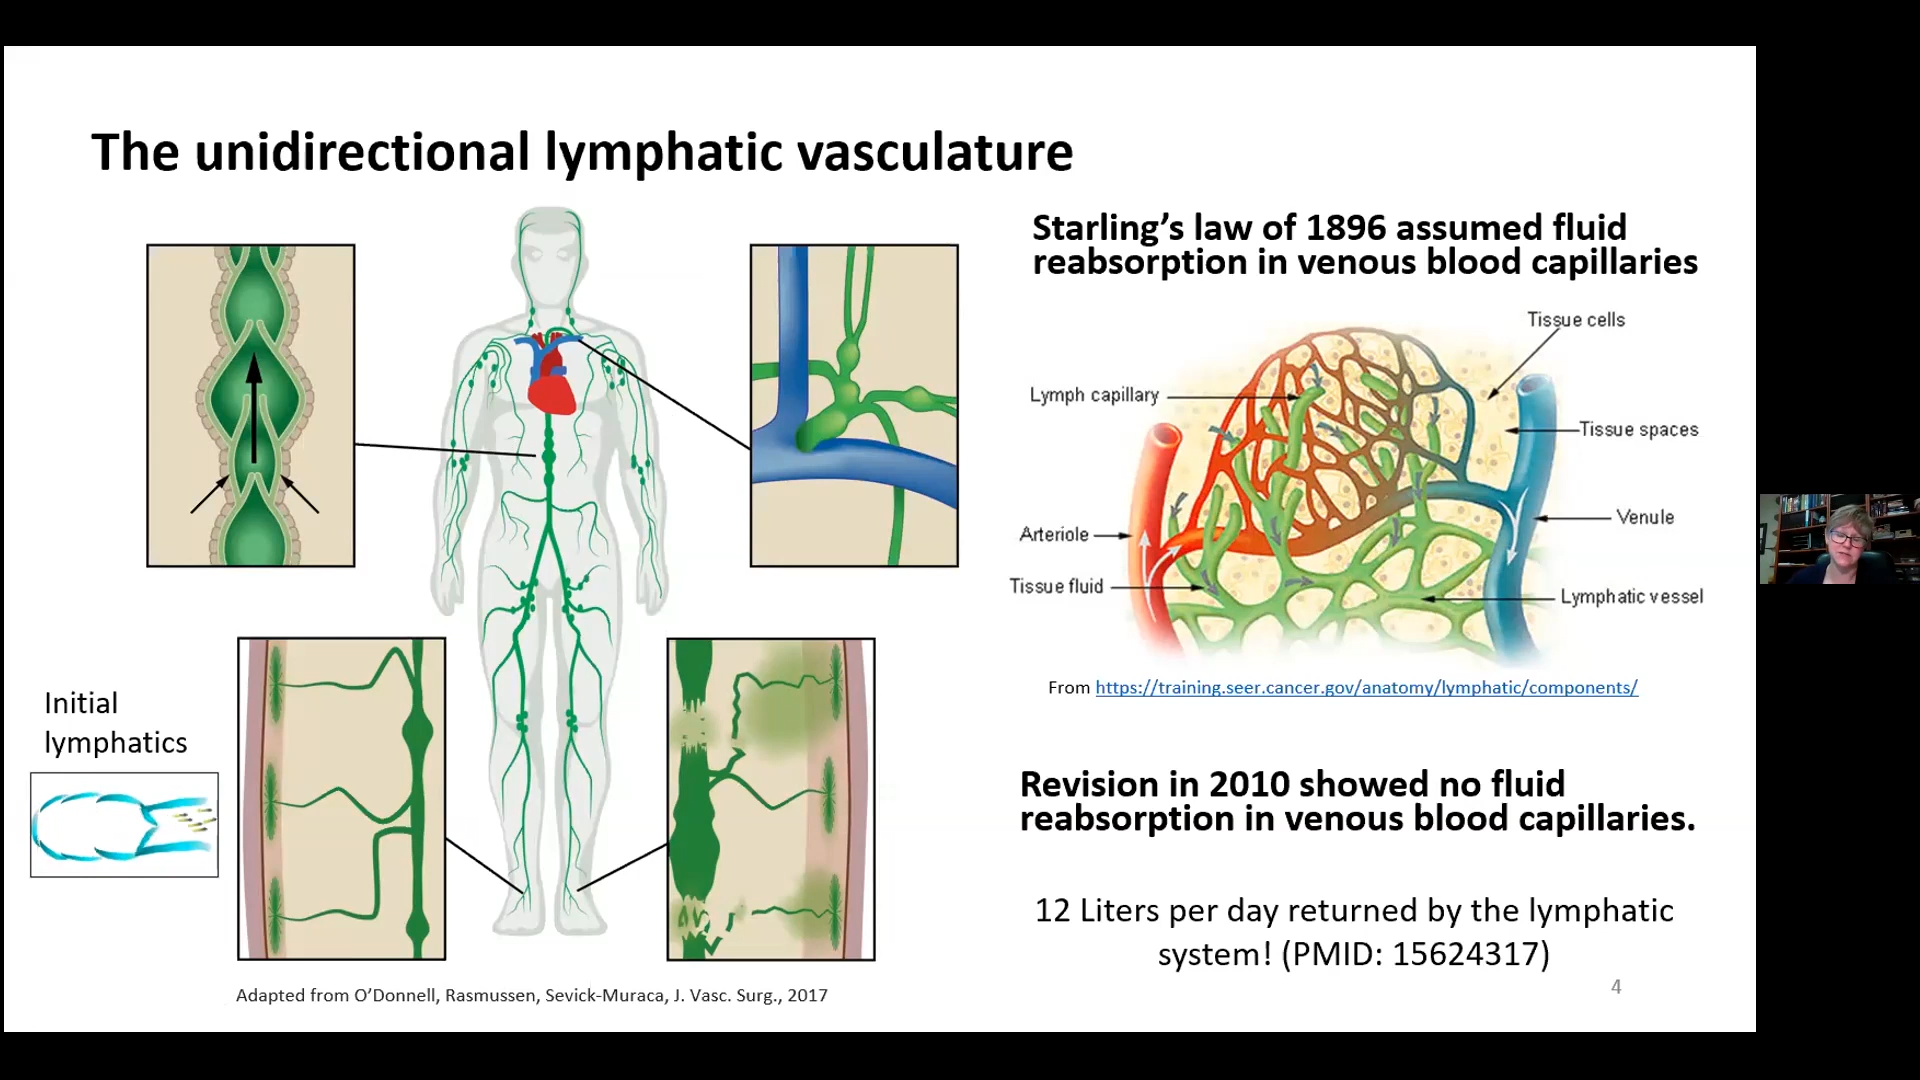 The unidirectional lymphatic vasculature
Starling’s law of 1896 assumed fluid
reabsorption in venous blood capillaries
Tissue cells
Lymph capillary
Tissue spaces
Venule
Arteriole
Tissue fluid
Lymphatic vessel
From https://training.seer.cancer.gov/anatomy/lymphatic/components/
Initial
lymphatics
Revision in 2010 showed no fluid
reabsorption in venous blood capillaries.
12 Liters per day returned by the lymphatic
system! (PMID: 15624317)
Adapted from O’Donnell, Rasmussen, Sevick-Muraca, J. Vasc. Surg., 2017
4